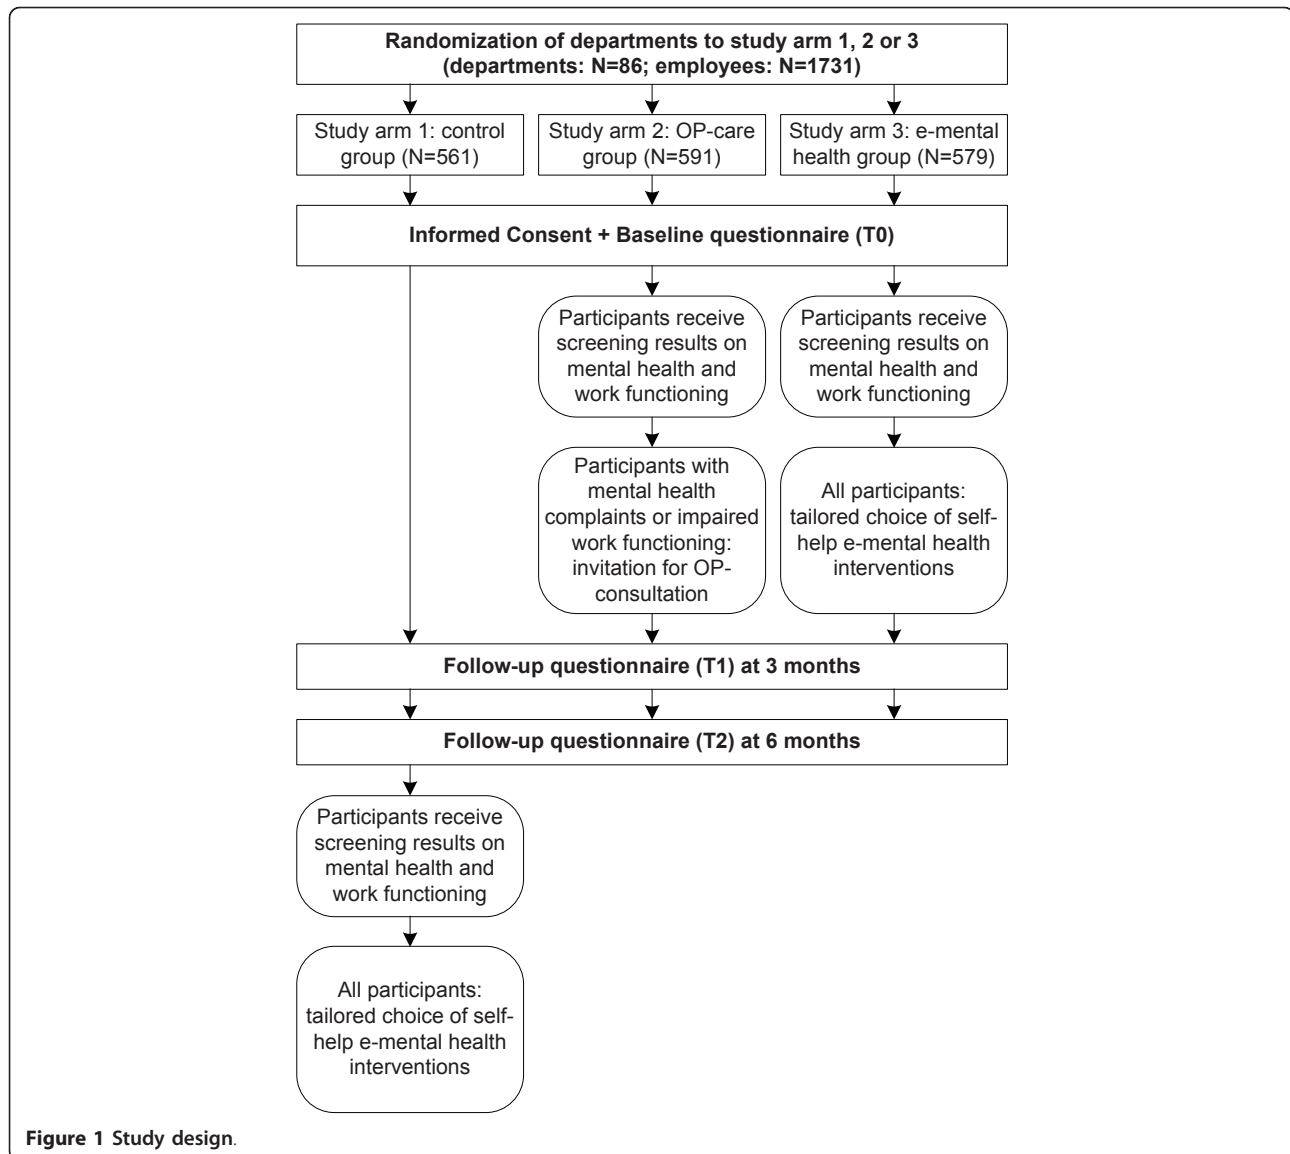 Randomization of departments to study arm 1, 2 or 3
(departments: N=86; employees: N=1731)
Study arm 1: control
group (N=561)
Study arm 2: OP-care
group (N=591)
Study arm 3: e-mental
health group (N=579)
Informed Consent + Baseline questionnaire (T0)
Participants receive
screening results on
mental health and
work functioning
Participants receive
screening results on
mental health and
work functioning
Participants with
mental health
complaints or impaired
work functioning:
invitation for OP-
consultation
All participants:
tailored choice of self-
help e-mental health
interventions
Follow-up questionnaire (T1) at 3 months
Follow-up questionnaire (T2) at 6 months
Participants receive
screening results on
mental health and
work functioning
All participants:
tailored choice of self-
help e-mental health
interventions
Figure 1 Study design.